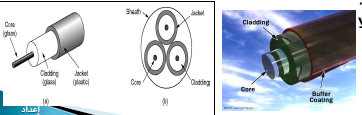 Core
(glass)
Cladding
(glass)
Jacket
(plastic)
(a)
Sheath
Jacket
Core
Cladding
(b)
Cladding
Core
Buffer
Coating
إعداد